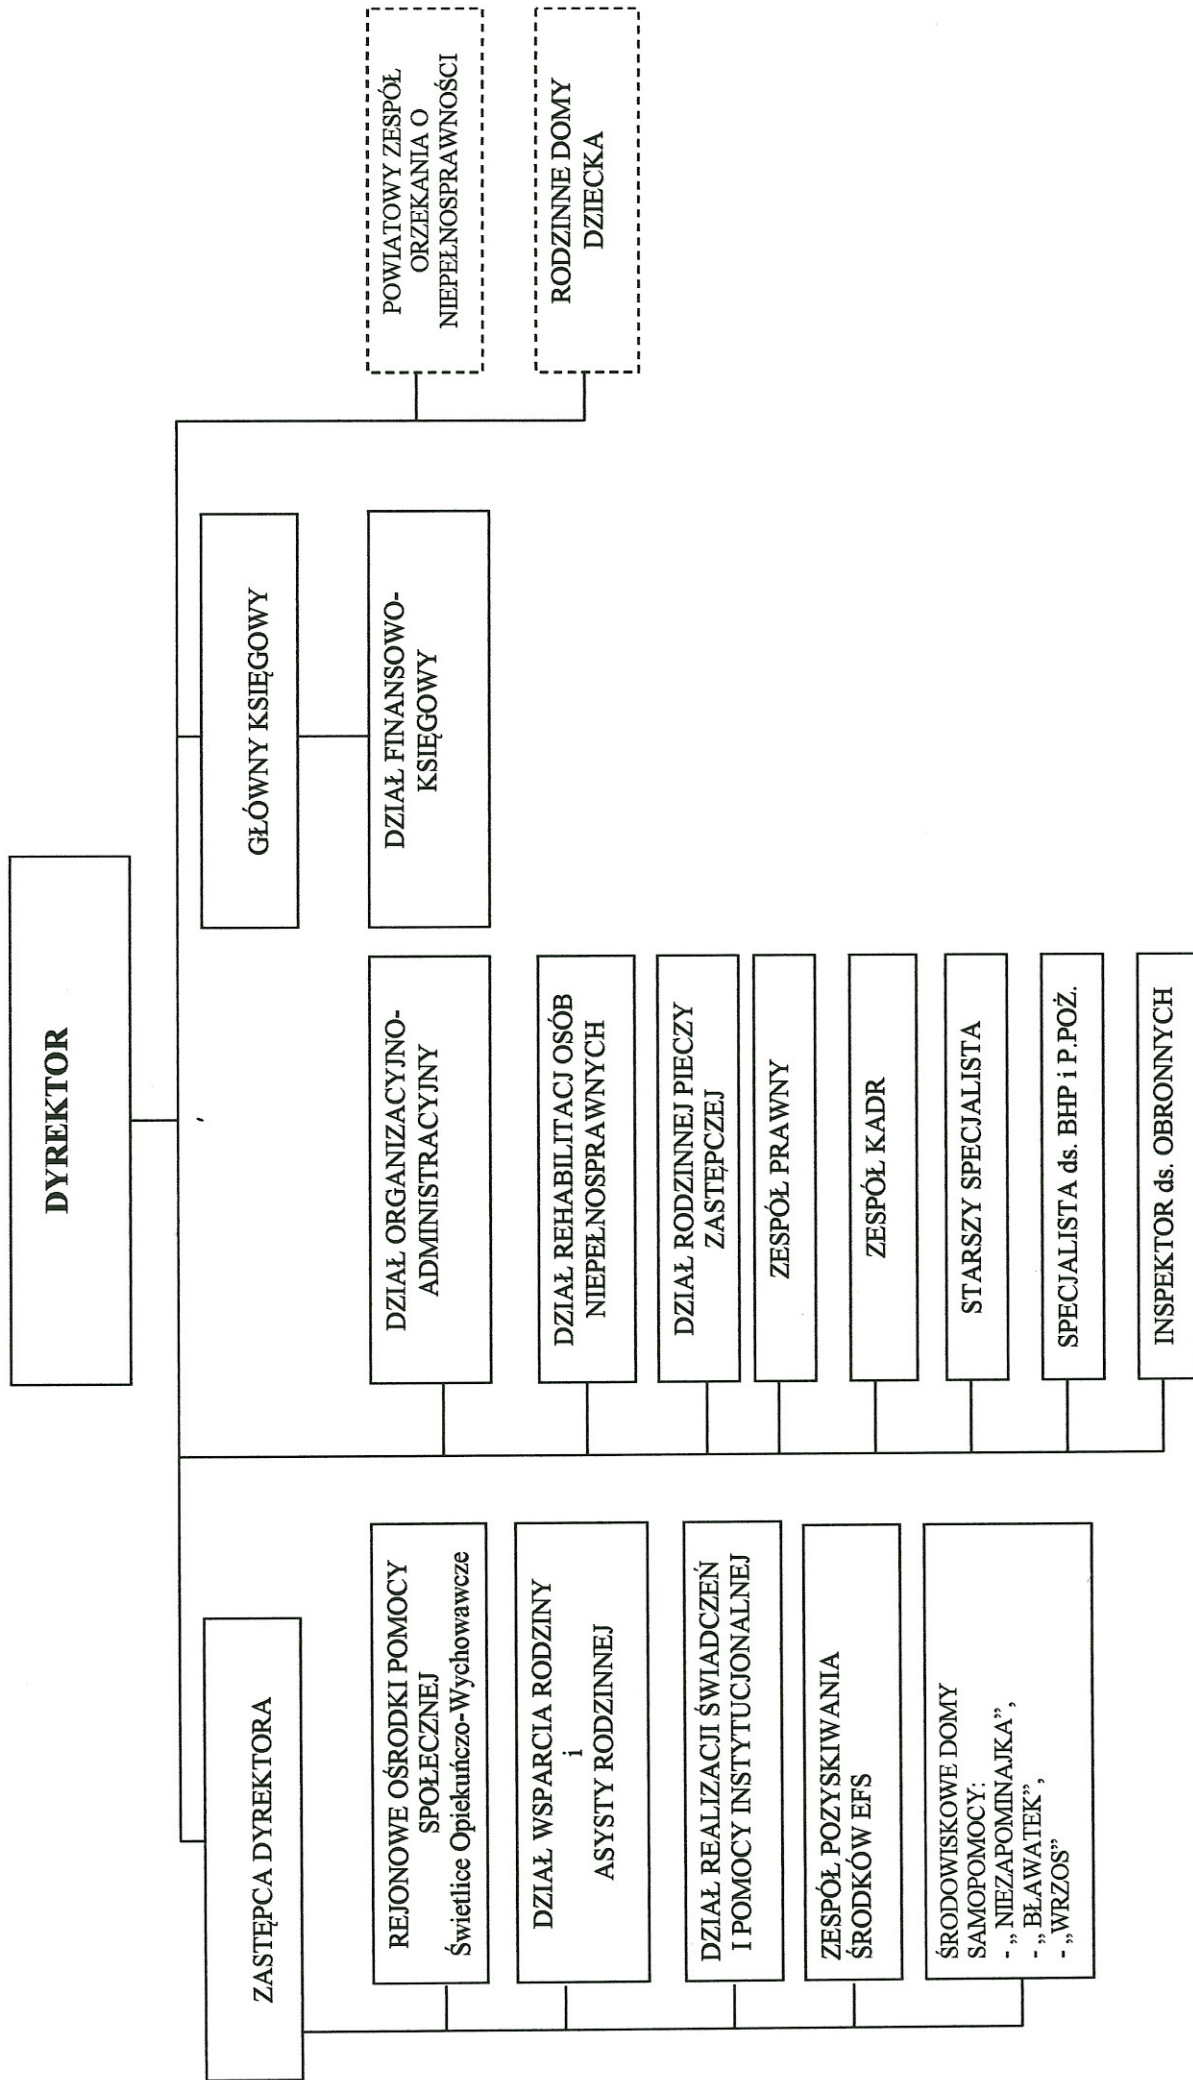 DYREKTOR
ZASTĘPCA DYREKTORA
REJONOWE OŚRODKI POMOCY
SPOŁECZNEJ
Świetlice Opiekuńczo-Wychowawcze
DZIAŁ WSPARCIA RODZINY
i
ASYSTY RODZINNEJ
DZIAŁ REALIZACJI ŚWIADCZEŃ
I POMOCY INSTYTUCJONALNEJ
ZESPÓŁ POZYSKIWANIA
ŚRODKÓW EFS
ŚRODOWISKOWE DOMY
SAMOPOMOCY:
- „ NIEZAPOMINAJKA”,
- „ BŁAWATEK”,
- „WRZOS”
DZIAŁ ORGANIZACYJNO-
ADMINISTRACYJNY
DZIAŁ REHABILITACJ OSÓB
NIEPEŁNOSPRAWNYCH
DZIAŁ RODZINNEJ PIECZY
ZASTĘPCZEJ
ZESPÓŁ PRAWNY
ZESPÓŁ KADR
STARSZY SPECJALISTA
SPECJALISTA ds. BHP i P.POŻ.
INSPEKTOR ds. OBRONNYCH
GŁÓWNY KSIĘGOWY
DZIAŁ FINANSOWO-
KSIĘGOWY
POWIATOWY ZESPÓŁ
ORZEKANIA O
NIEPEŁNOSPRAWNOŚCI
RODZINNE DOMY
DZIECKA